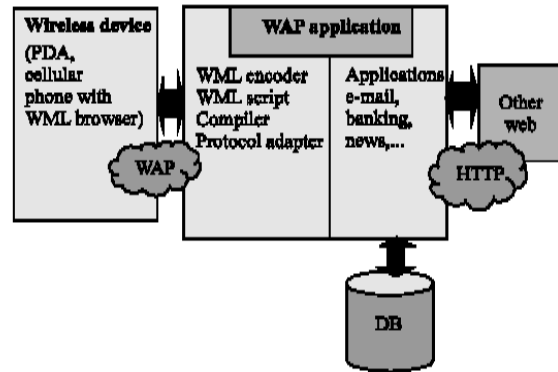 Wireless device
(PDA,
cellular
phone with
WML browser)
WAP
WAP application
WML encoder
WML script
Compiler
Protocol adapter
Applications
e-mail,
banking,
news,...
HTTP
Other
web
DB